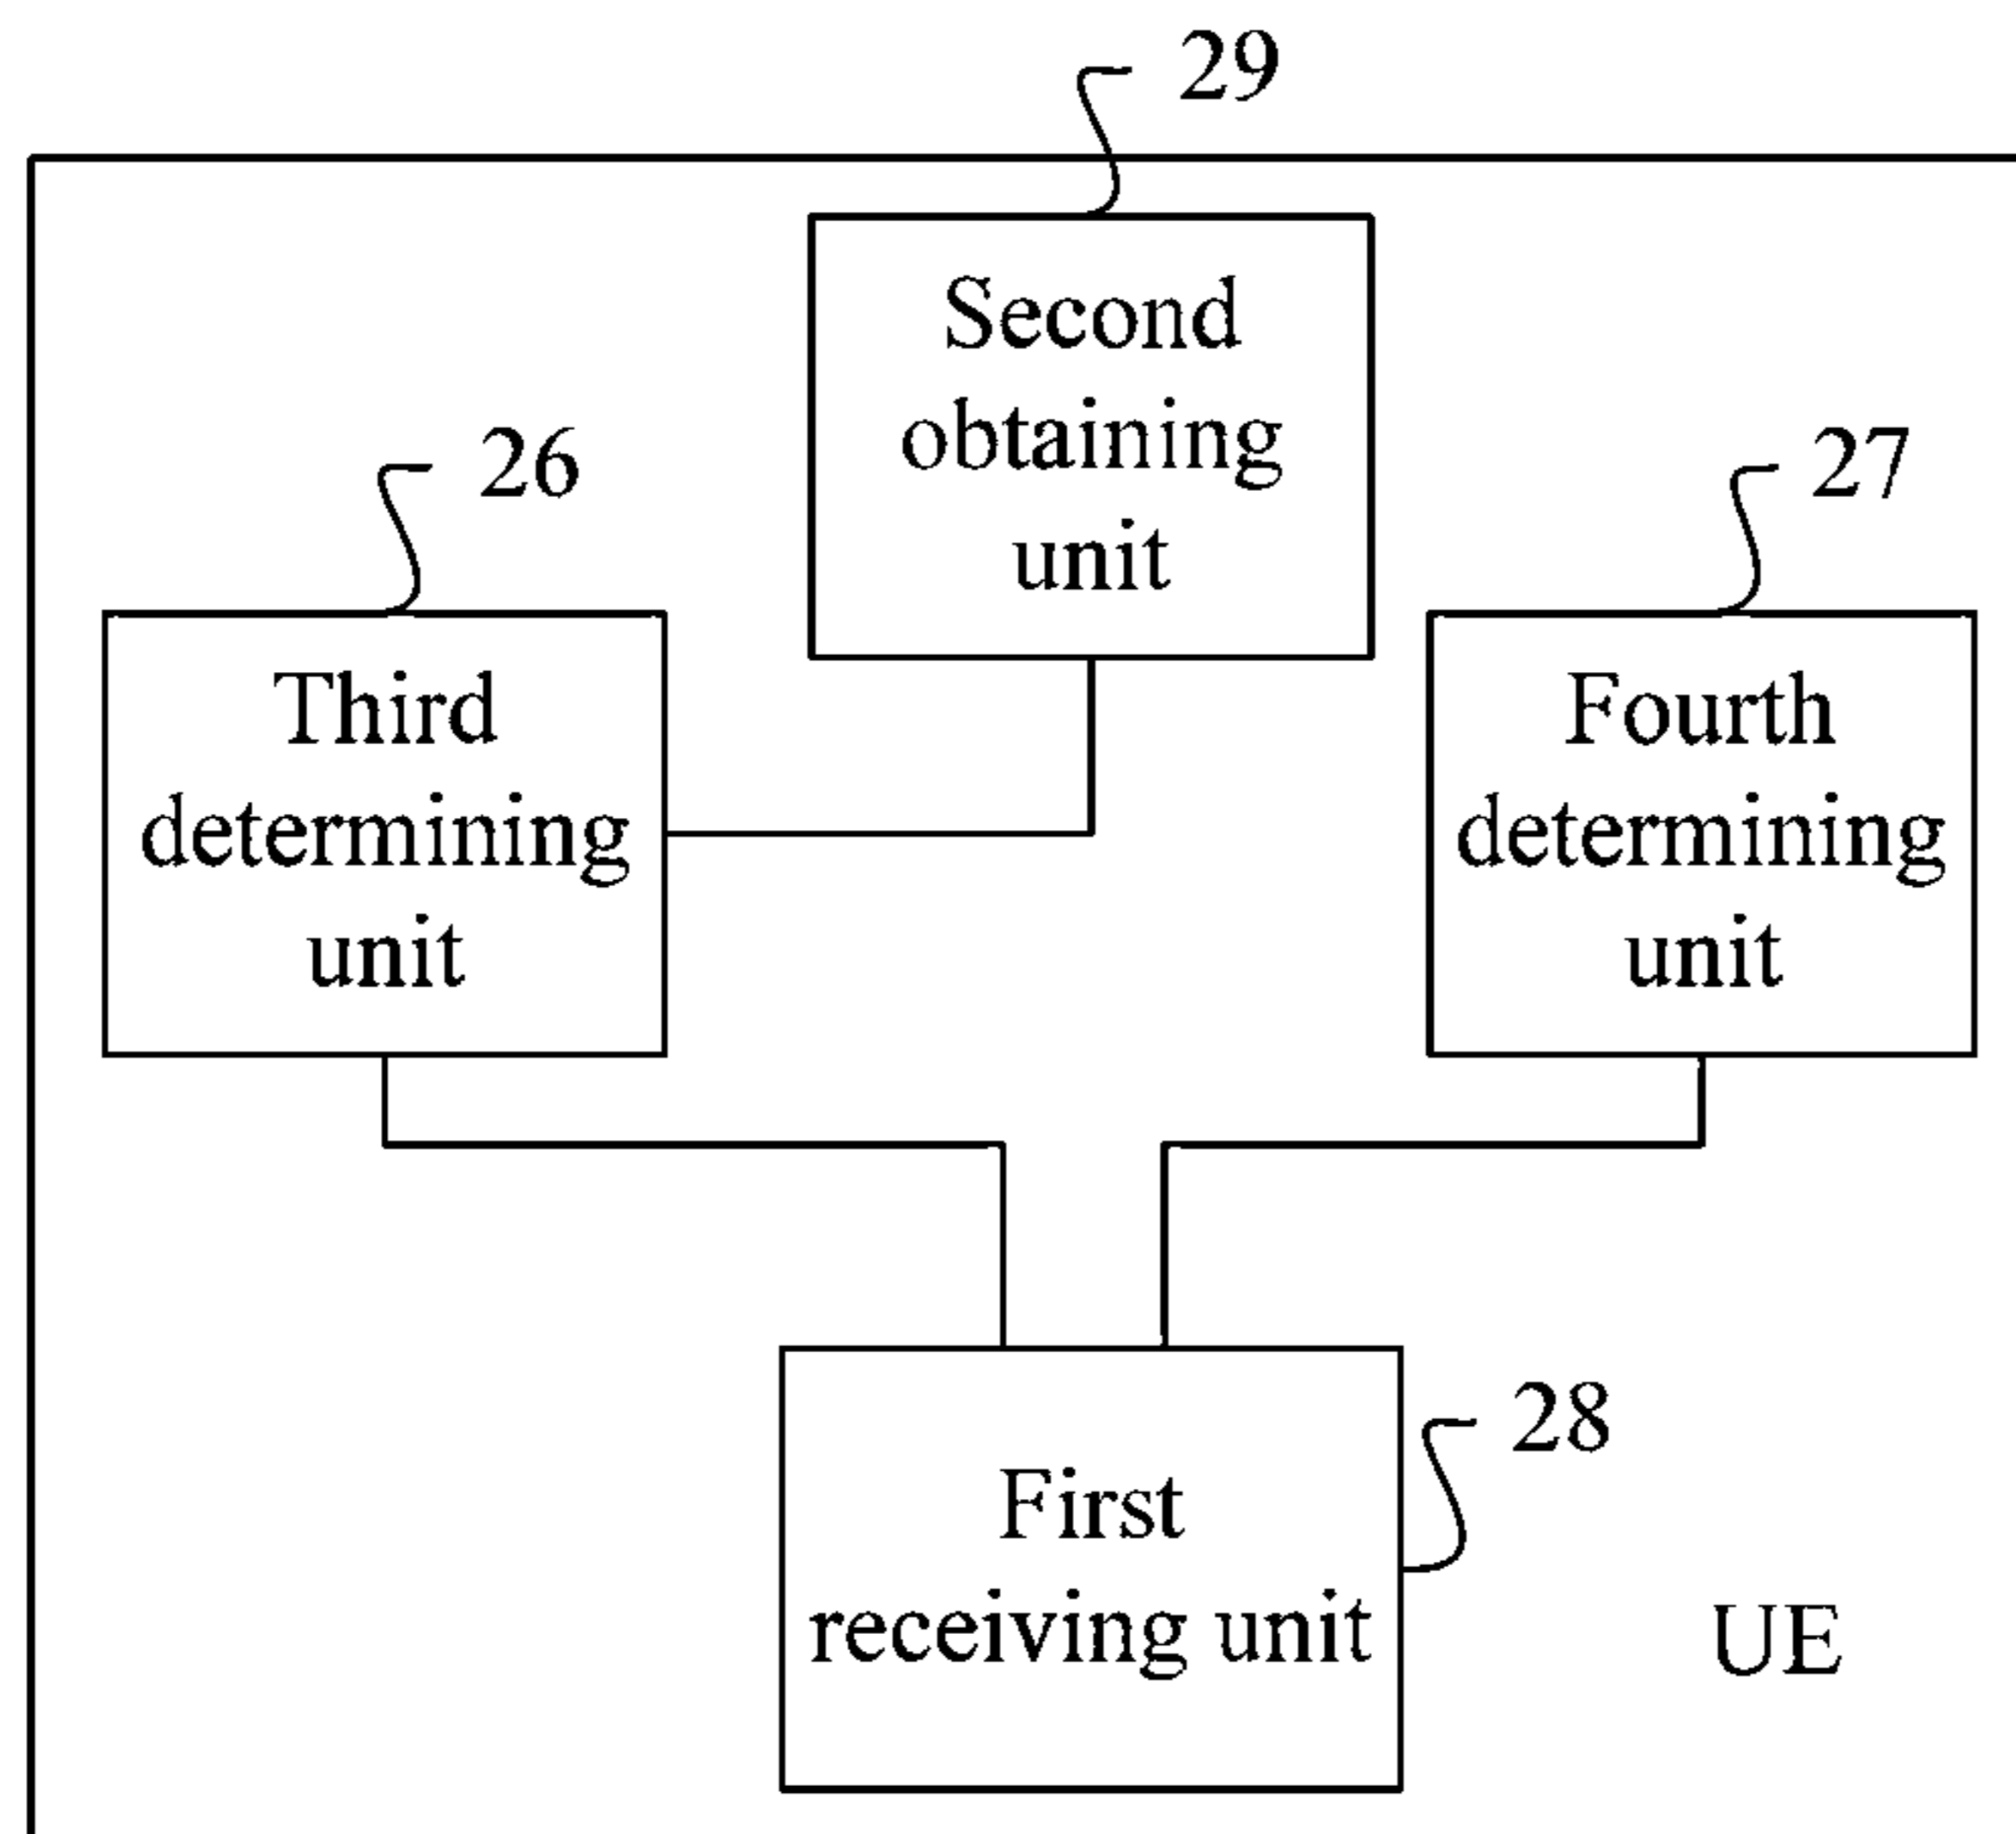 29
Second
obtaining
unit
26
Third
determining
unit
27
Fourth
determining
unit
28
First
receiving unit
UE